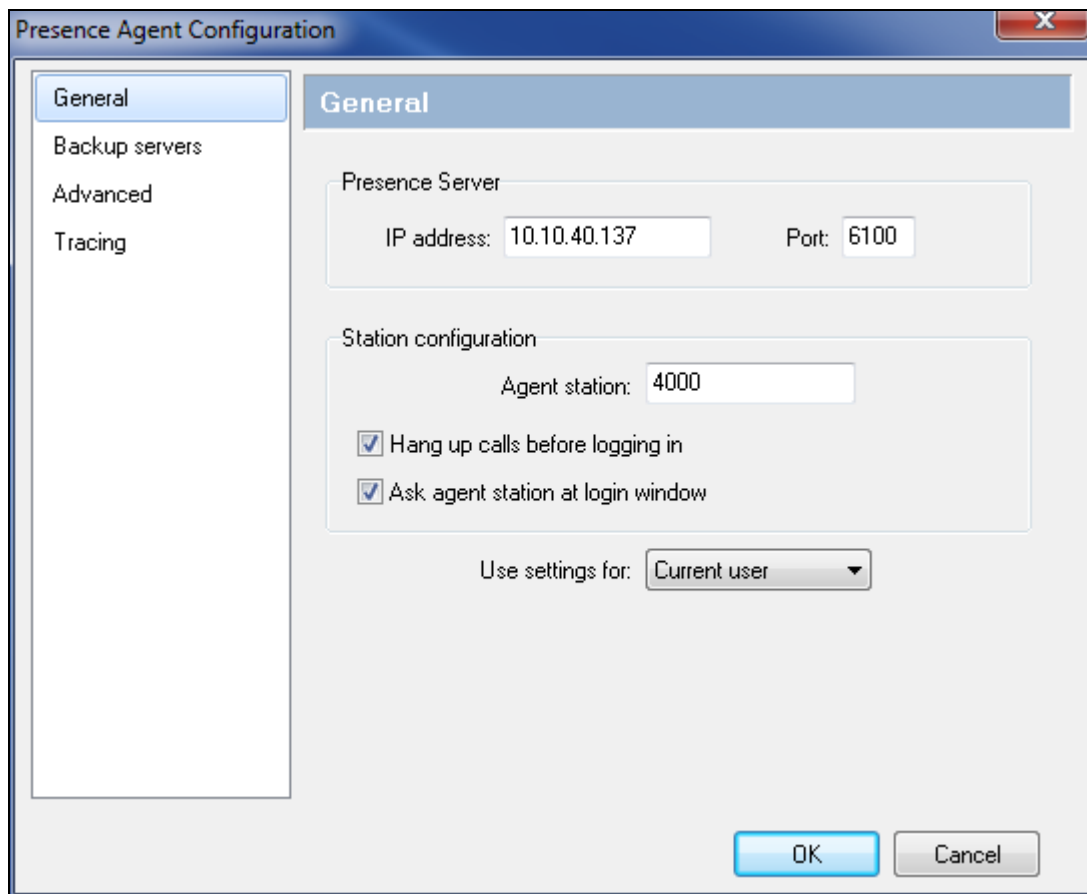 Presence Agent Configuration
General
Backup servers
Advanced
Tracing
General
Presence Server
IP address: 10.10.40.137 Port: 6100
Station configuration
Agent station: 4000
Hang up calls before logging in
Ask agent station at login window
Use settings for: Current user
OK Cancel